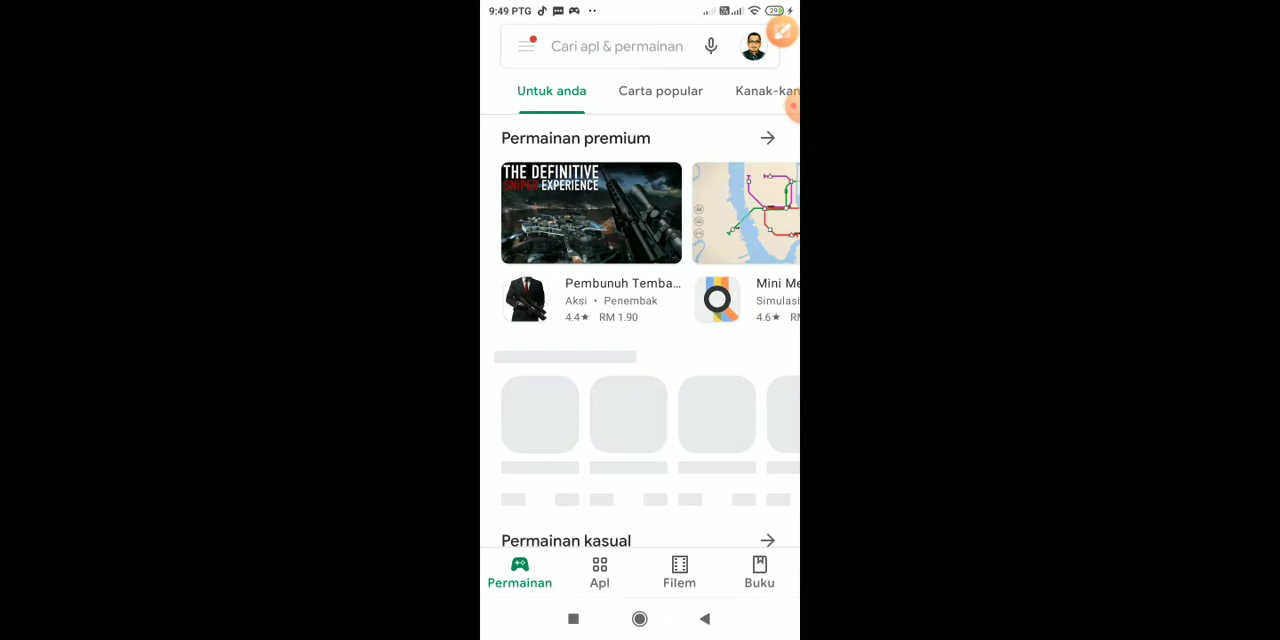 9:49 PTG
29
Cari apl & permainan
Untuk anda
Carta popular
Kanak-kan
Permainan premium
THE DEFINITIVE
SNIPER EXPERIENCE
Pembunuh Temba...
Aksi • Penembak
4.4★ RM 1.90
Mini Me
Simulasi
4.6★ RM
Permainan kasual
Permainan
Apl
Filem
Buku